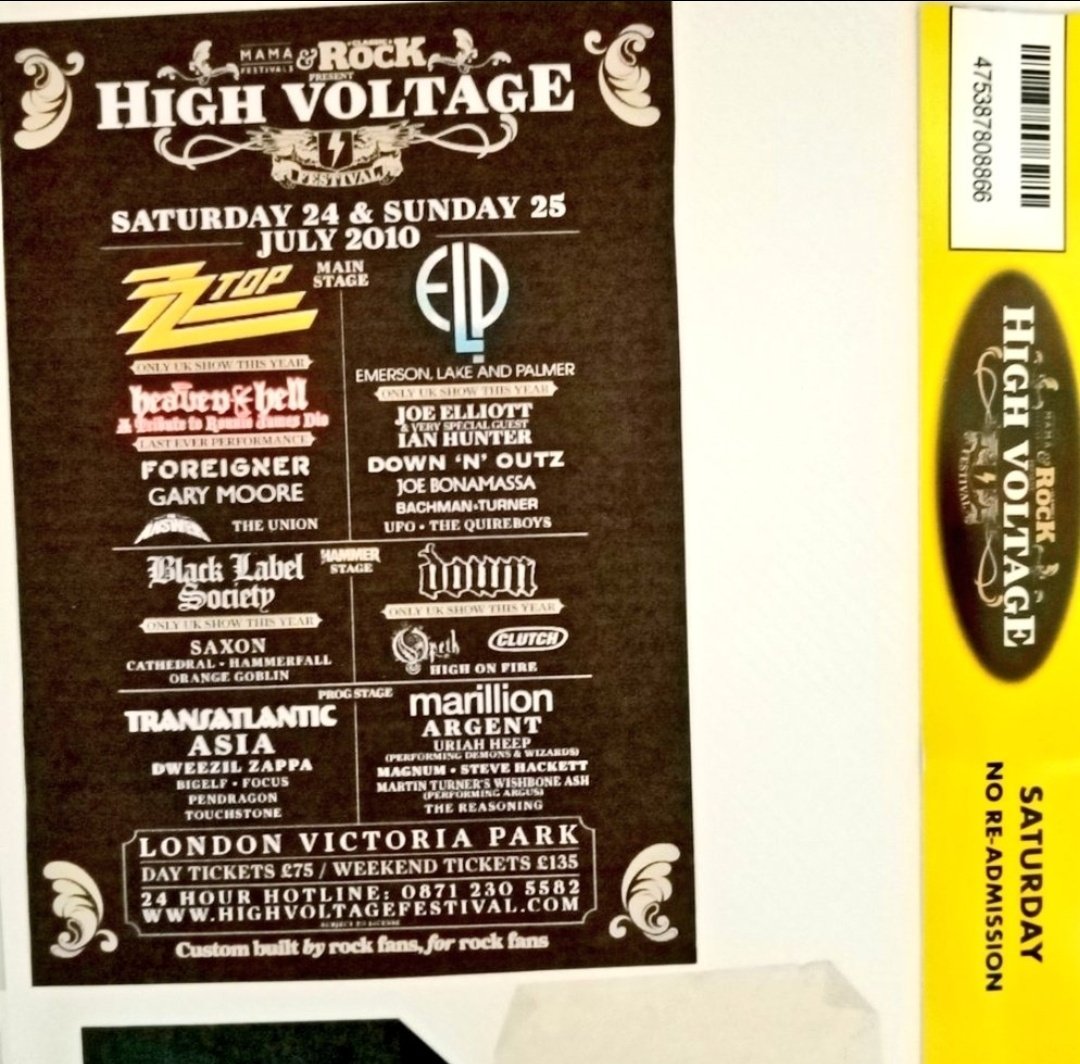 MAMA FESTIVALS & CLASSIC ROCK
PRESENT
HIGH VOLTAGE
FESTIVAL
SATURDAY 24 & SUNDAY 25
JULY 2010
MAIN
STAGE
ZZ TOP
ONLY UK SHOW THIS YEAR
heaven & hell
A Tribute to Ronnie James Dio
LAST EVER PERFORMANCE
FOREIGNER
GARY MOORE
THE UNION
ELP
EMERSON, LAKE AND PALMER
ONLY UK SHOW THIS YEAR
JOE ELLIOTT
& VERY SPECIAL GUEST
IAN HUNTER
DOWN 'N' OUTZ
JOE BONAMASSA
BACHMAN & TURNER
UFO • THE QUIREBOYS
HAMMER
STAGE
Black Label
Society
ONLY UK SHOW THIS YEAR
SAXON
CATHEDRAL • HAMMERFALL
ORANGE GOBLIN
down
ONLY UK SHOW THIS YEAR
Opeth CLUTCH
HIGH ON FIRE
PROG STAGE
TRANSATLANTIC
ASIA
DWEEZIL ZAPPA
BIGELF • FOCUS
PENDRAGON
TOUCHSTONE
marillion
ARGENT
URIAH HEEP
(PERFORMING DEMONS & WIZARDS)
MAGNUM • STEVE HACKETT
MARTIN TURNER'S WISHBONE ASH
(PERFORMING ARGUS)
THE REASONING
LONDON VICTORIA PARK
DAY TICKETS £75 / WEEKEND TICKETS £135
24 HOUR HOTLINE: 0871 230 5582
WWW.HIGHVOLTAGEFESTIVAL.COM
SUBJECT TO LICENSE
Custom built by rock fans, for rock fans
475387808866
MAMA & ROCK
HIGH VOLTAGE
FESTIVAL
SATURDAY
NO RE-ADMISSION